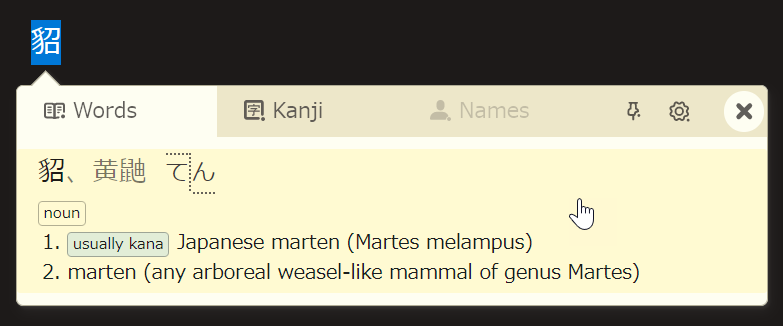 貂
Words Kanji Names
貂、黄鼬 てん
noun
1. usually kana Japanese marten (Martes melampus)
2. marten (any arboreal weasel-like mammal of genus Martes)